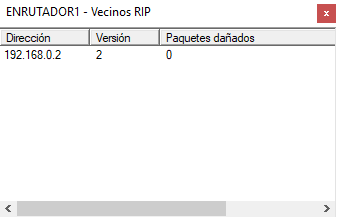 ENRUTADOR1 - Vecinos RIP
Dirección Versión Paquetes dañados
192.168.0.2 2 0